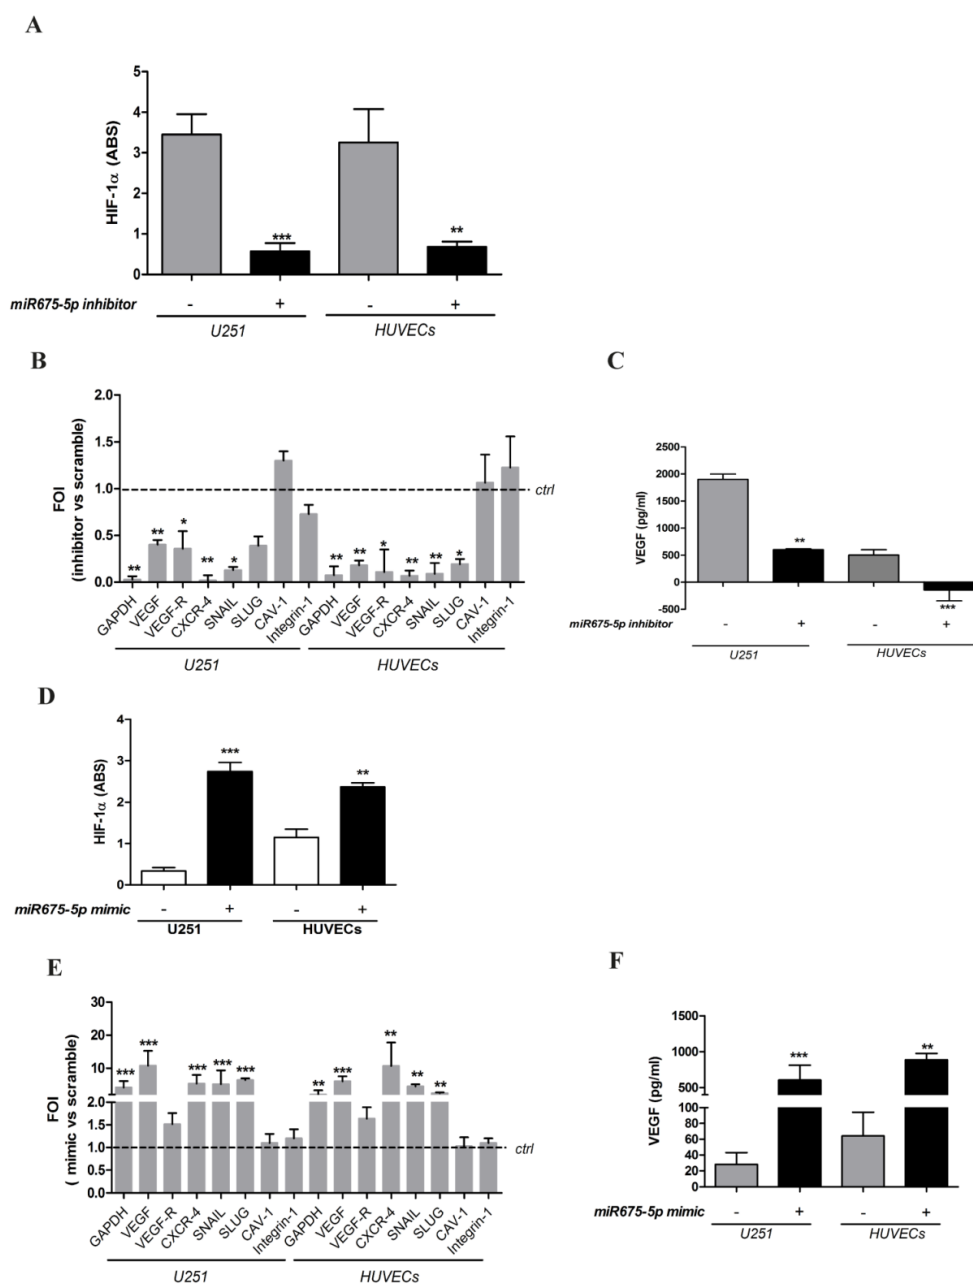 A
HIF-1α (ABS)
5
4
3
2
1
0
*** **
miR675-5p inhibitor - + - +
U251 HUVECs
B
FOI
(inhibitor vs scramble)
2.0
1.5
1.0
0.5
0.0
ctrl
** ** * ** * ** ** * ** ** *
GAPDH VEGF VEGF-R CXCR-4 SNAIL SLUG CAV-1 Integrin-1 GAPDH VEGF VEGF-R CXCR-4 SNAIL SLUG CAV-1 Integrin-1
U251 HUVECs
C
VEGF (pg/ml)
2500
2000
1500
1000
500
0
-500
** ***
miR675-5p inhibitor - + - +
U251 HUVECs
D
HIF-1α (ABS)
4
3
2
1
0
*** **
miR675-5p mimic - + - +
U251 HUVECs
E
FOI
( mimic vs scramble)
30
20
10
2.0
1.5
1.0
0.5
0.0
ctrl
*** *** *** *** *** ** *** ** ** **
GAPDH VEGF VEGF-R CXCR-4 SNAIL SLUG CAV-1 Integrin-1 GAPDH VEGF VEGF-R CXCR-4 SNAIL SLUG CAV-1 Integrin-1
U251 HUVECs
F
VEGF (pg/ml)
1500
1000
500
100
80
60
40
20
0
*** **
miR675-5p mimic - + - +
U251 HUVECs